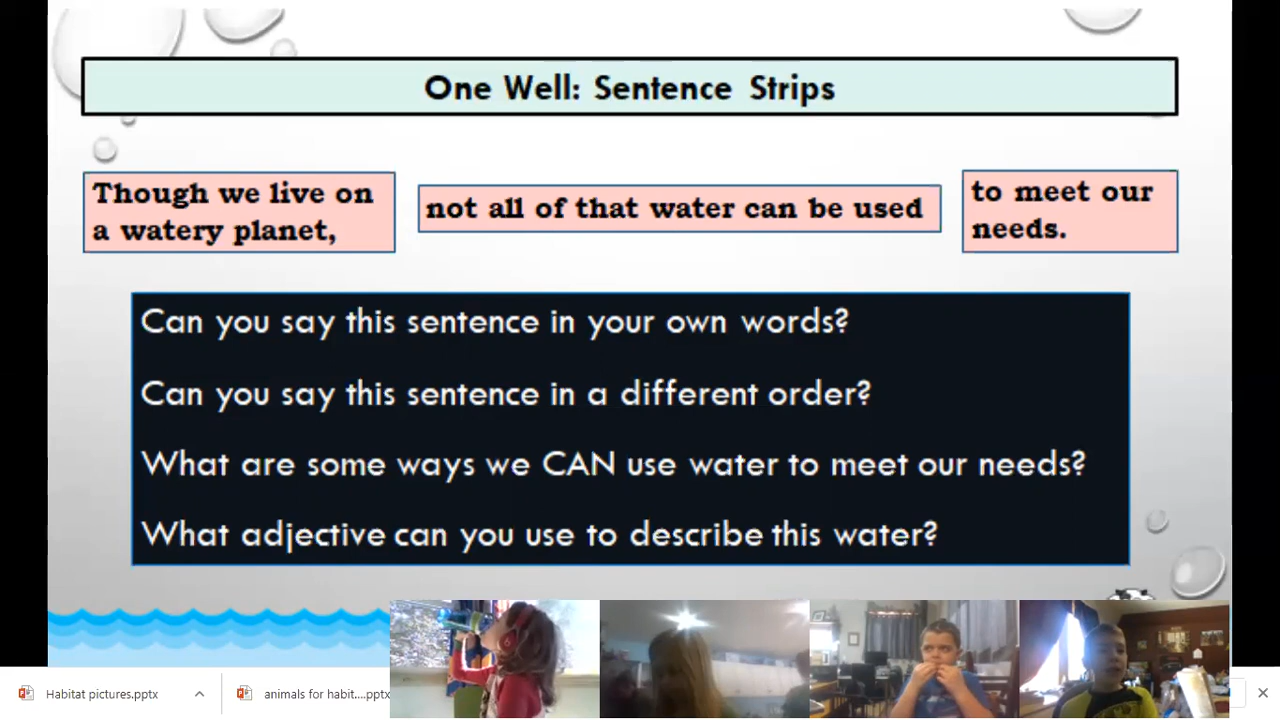 One Well: Sentence Strips
Though we live on
a watery planet,
not all of that water can be used
to meet our
needs.
Can you say this sentence in your own words?
Can you say this sentence in a different order?
What are some ways we CAN use water to meet our needs?
What adjective can you use to describe this water?
Habitat pictures.pptx
animals for habit....pptx